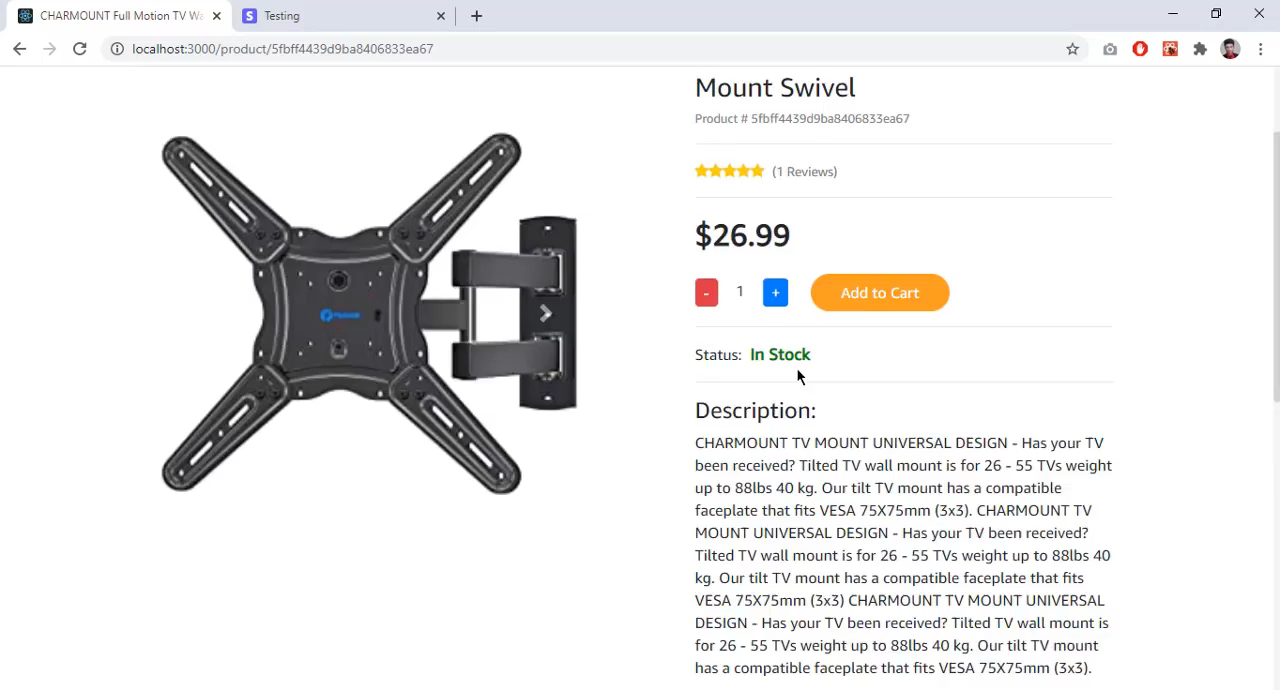 CHARMOUNT Full Motion TV Wa
Testing
localhost:3000/product/5fbff4439d9ba8406833ea67
Mount Swivel
Product # 5fbff4439d9ba8406833ea67
(1 Reviews)
$26.99
- 1 + Add to Cart
Status: In Stock
Description:
CHARMOUNT TV MOUNT UNIVERSAL DESIGN - Has your TV
been received? Tilted TV wall mount is for 26 - 55 TVs weight
up to 88lbs 40 kg. Our tilt TV mount has a compatible
faceplate that fits VESA 75X75mm (3x3). CHARMOUNT TV
MOUNT UNIVERSAL DESIGN - Has your TV been received?
Tilted TV wall mount is for 26 - 55 TVs weight up to 88lbs 40
kg. Our tilt TV mount has a compatible faceplate that fits
VESA 75X75mm (3x3) CHARMOUNT TV MOUNT UNIVERSAL
DESIGN - Has your TV been received? Tilted TV wall mount is
for 26 - 55 TVs weight up to 88lbs 40 kg. Our tilt TV mount
has a compatible faceplate that fits VESA 75X75mm (3x3).